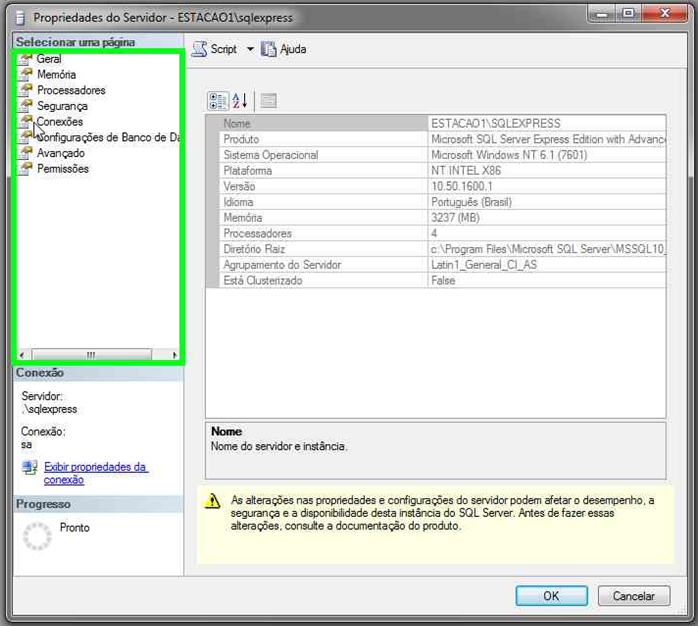 Propriedades do Servidor - ESTACAO1\sqlexpress
Selecionar uma página
Geral
Memória
Processadores
Segurança
Conexões
Configurações de Banco de Da
Avançado
Permissões
Conexão
Servidor:
.\sqlexpress
Conexão:
sa
Exibir propriedades da
conexão
Progresso
Pronto
Script
Ajuda
Nome ESTACAO1\SQLEXPRESS
Produto Microsoft SQL Server Express Edition with Advance
Sistema Operacional Microsoft Windows NT 6.1 (7601)
Plataforma NT INTEL X86
Versão 10.50.1600.1
Idioma Português (Brasil)
Memória 3237 (MB)
Processadores 4
Diretório Raiz c:\Program Files\Microsoft SQL Server\MSSQL10_
Agrupamento do Servidor Latin1_General_CI_AS
Está Clusterizado False
Nome
Nome do servidor e instância.
As alterações nas propriedades e configurações do servidor podem afetar o desempenho, a
segurança e a disponibilidade desta instância do SQL Server. Antes de fazer essas
alterações, consulte a documentação do produto.
OK
Cancelar